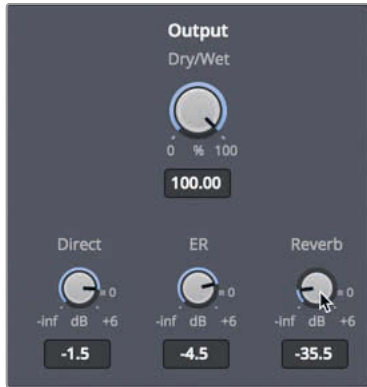 Output
Dry/Wet
0 % 100
100.00
Direct ER Reverb
0 0 0
-inf dB +6 -inf dB +6 -inf dB +6
-1.5 -4.5 -35.5